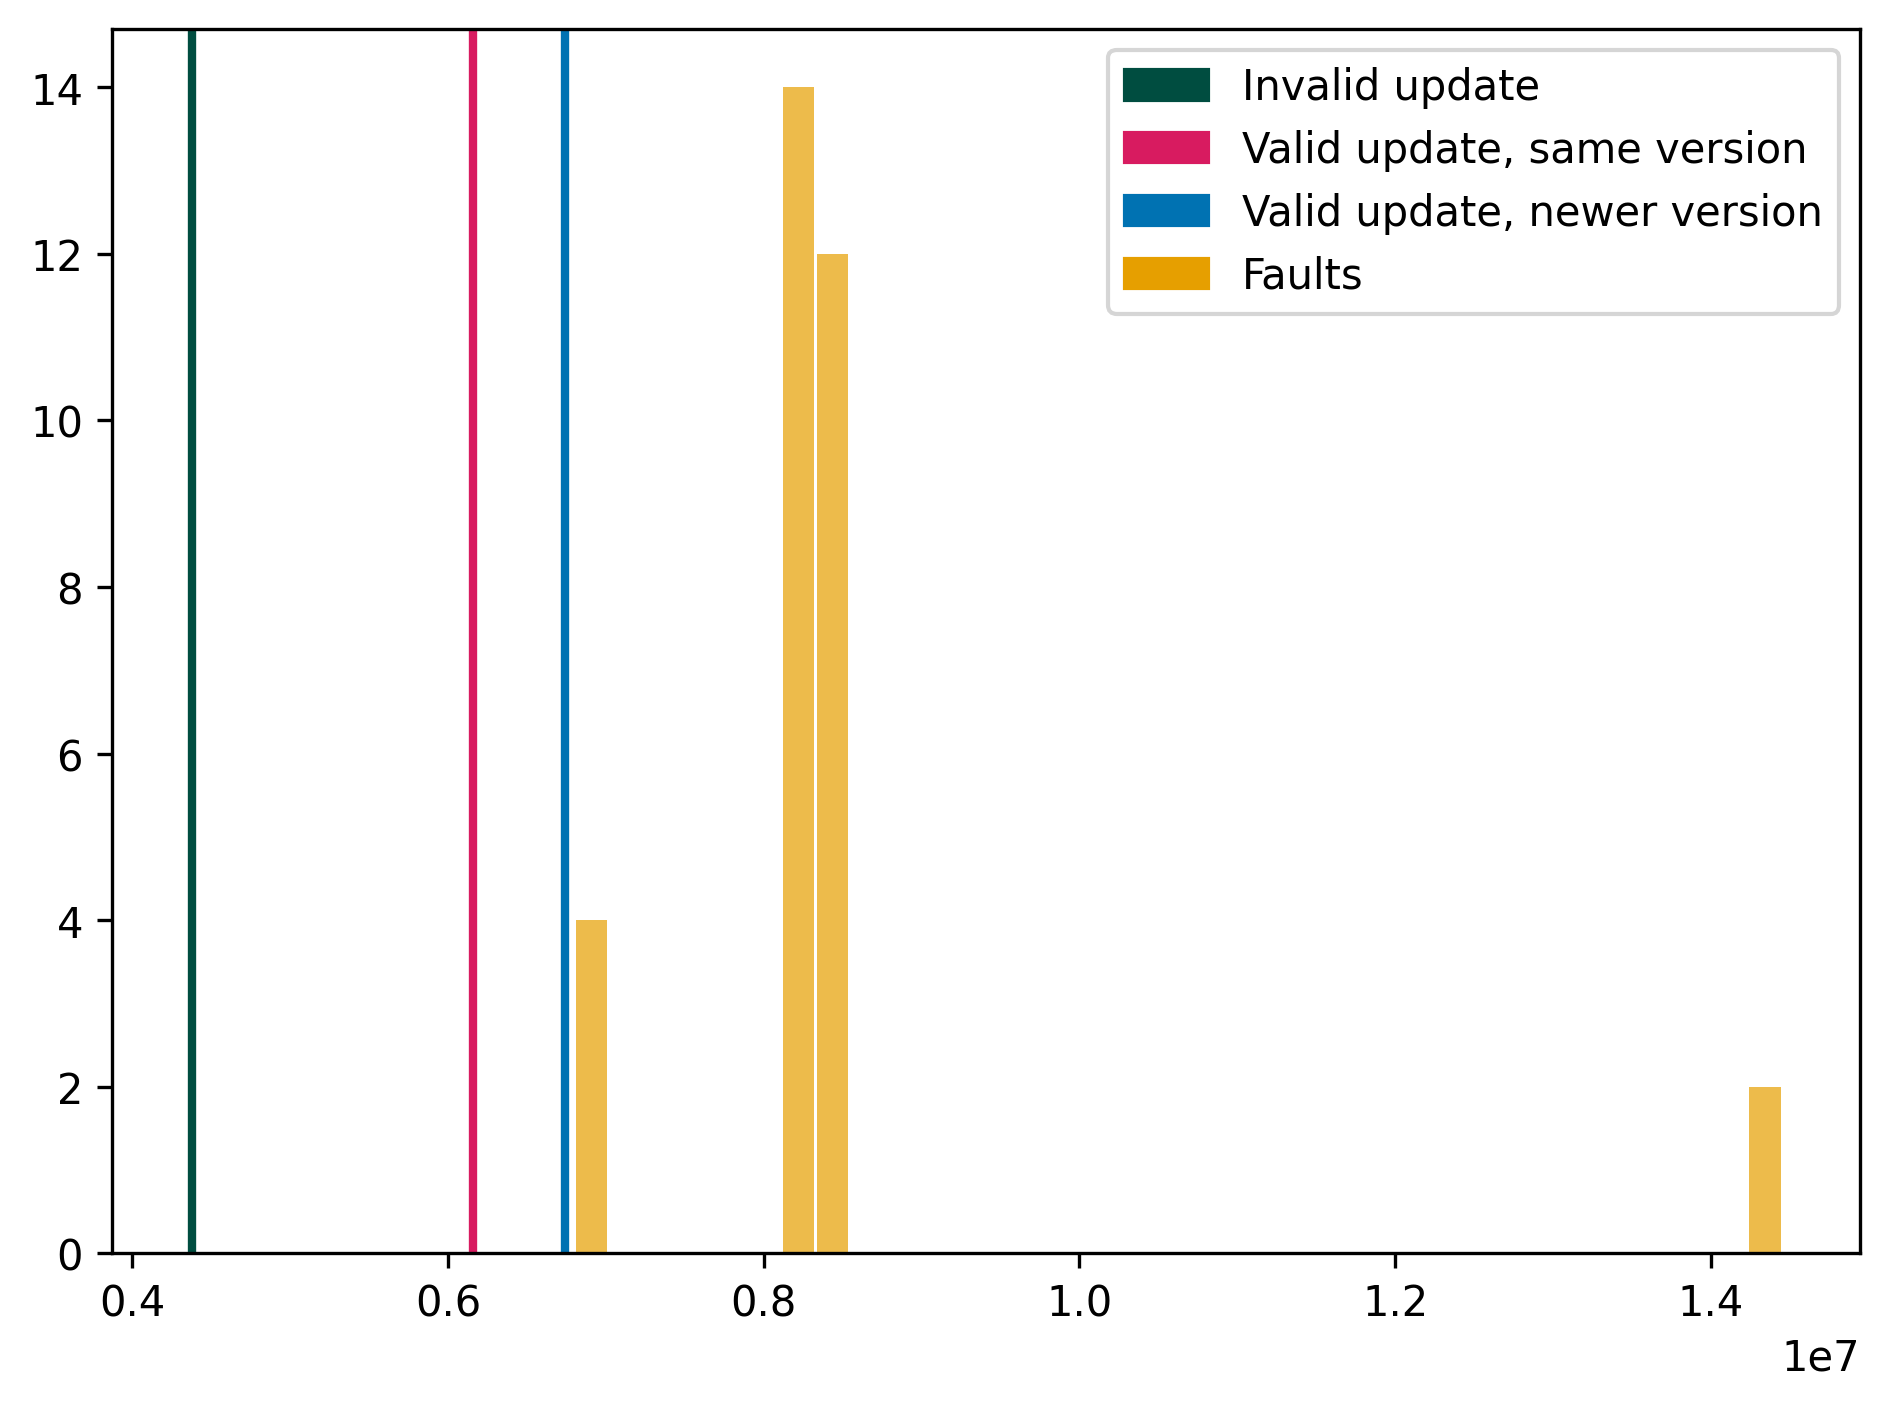 14
12
10
8
6
4
2
0
0.4 0.6 0.8 1.0 1.2 1.4
1e7
Invalid update
Valid update, same version
Valid update, newer version
Faults